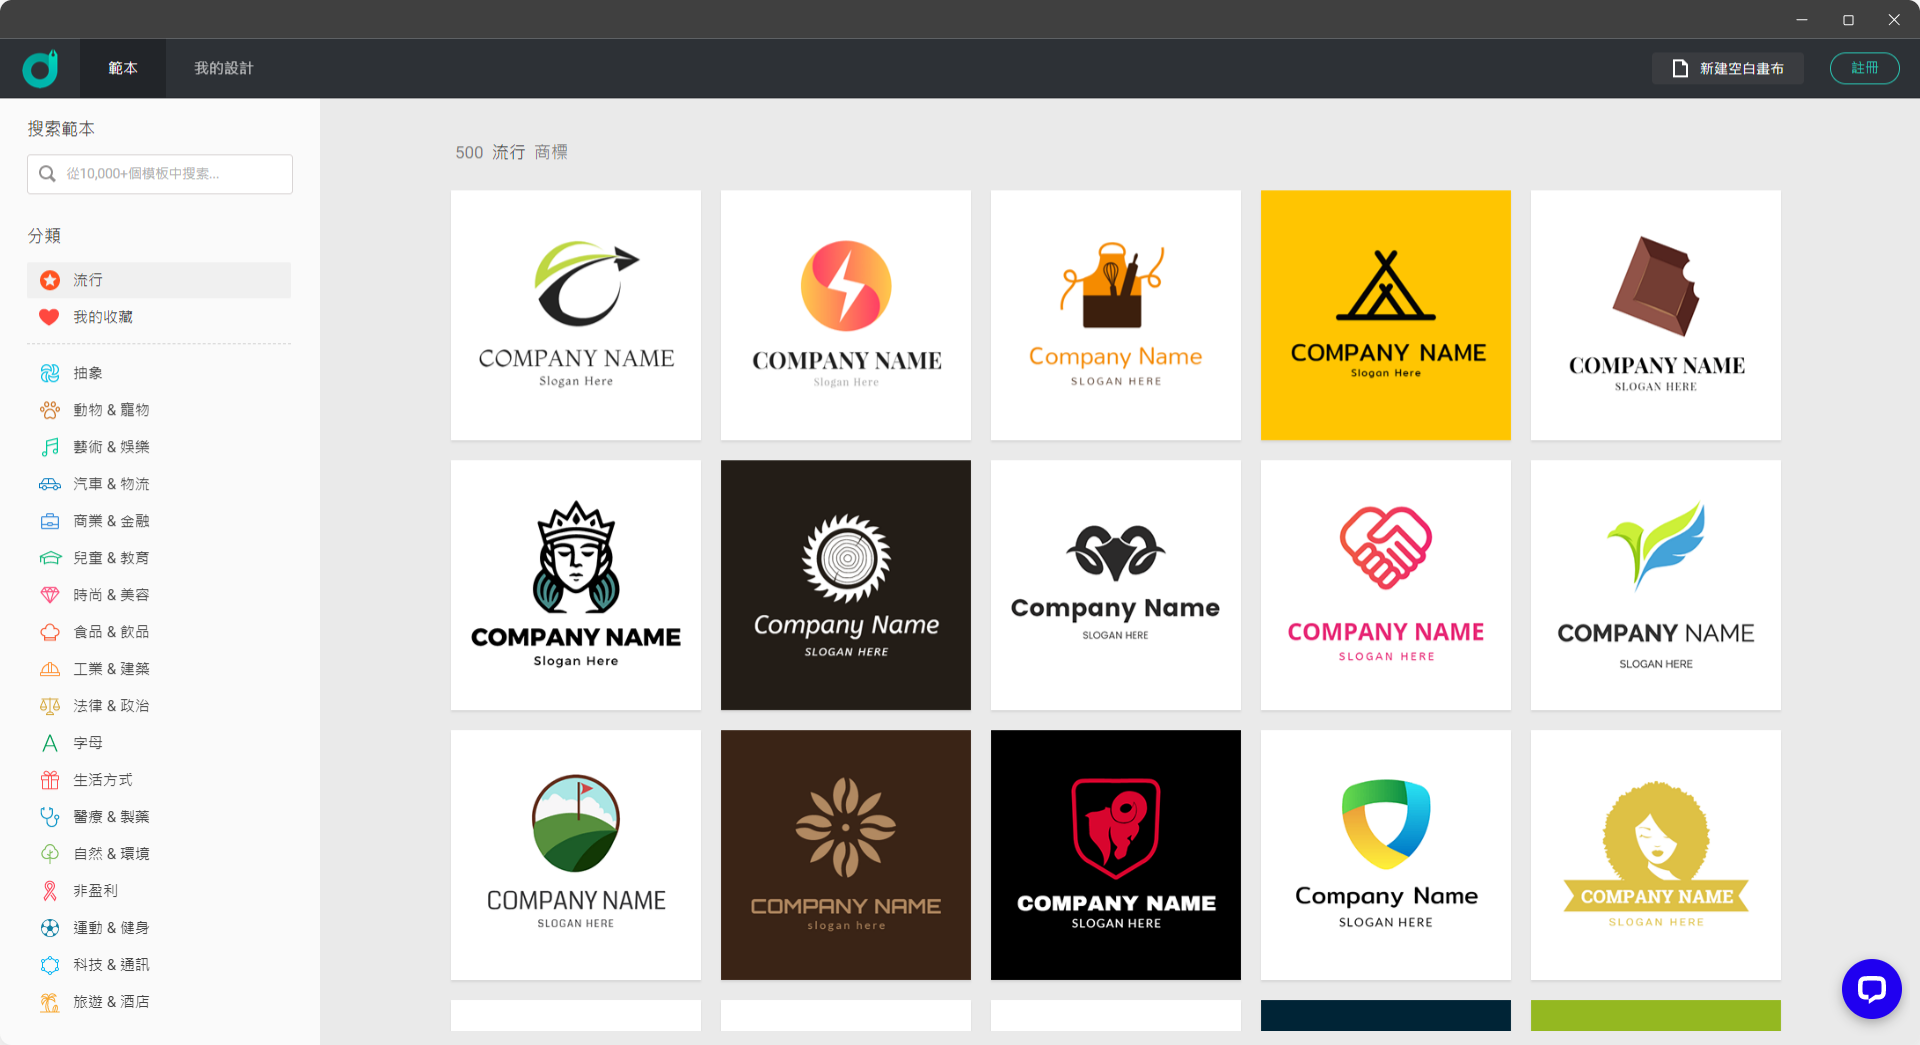 範本
我的設計
新建空白畫布
註冊
搜索範本
從10,000+個模板中搜索...
分類
流行
我的收藏
抽象
動物 & 寵物
藝術 & 娛樂
汽車 & 物流
商業 & 金融
兒童 & 教育
時尚 & 美容
食品 & 飲品
工業 & 建築
法律 & 政治
字母
生活方式
醫療 & 製藥
自然 & 環境
非盈利
運動 & 健身
科技 & 通訊
旅遊 & 酒店
500 流行 商標
COMPANY NAME
Slogan Here
COMPANY NAME
Slogan Here
Company Name
SLOGAN HERE
COMPANY NAME
Slogan Here
COMPANY NAME
SLOGAN HERE
COMPANY NAME
Slogan Here
Company Name
SLOGAN HERE
Company Name
SLOGAN HERE
COMPANY NAME
SLOGAN HERE
COMPANY NAME
SLOGAN HERE
COMPANY NAME
SLOGAN HERE
COMPANY NAME
slogan here
COMPANY NAME
SLOGAN HERE
Company Name
SLOGAN HERE
COMPANY NAME
SLOGAN HERE